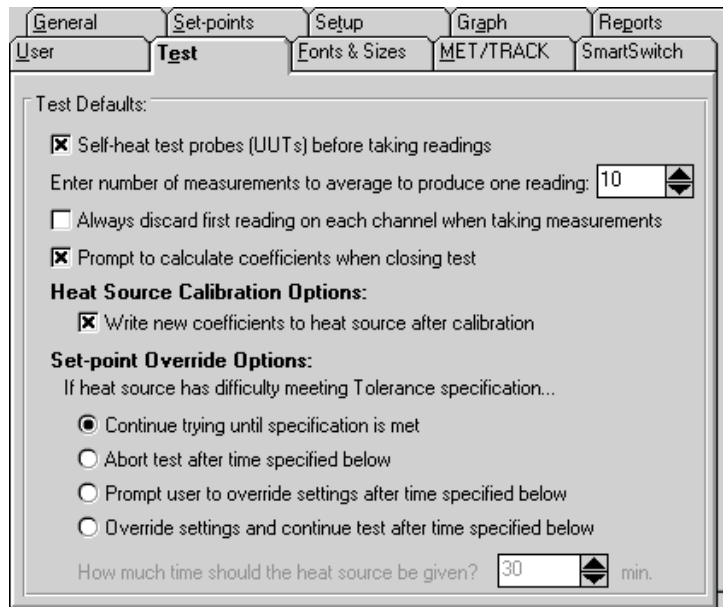 General Set-points Setup Graph Reports
User Test Fonts & Sizes MET/TRACK SmartSwitch
Test Defaults:
Self-heat test probes (UUTs) before taking readings
Enter number of measurements to average to produce one reading: 10
Always discard first reading on each channel when taking measurements
Prompt to calculate coefficients when closing test
Heat Source Calibration Options:
Write new coefficients to heat source after calibration
Set-point Override Options:
If heat source has difficulty meeting Tolerance specification...
Continue trying until specification is met
Abort test after time specified below
Prompt user to override settings after time specified below
Override settings and continue test after time specified below
How much time should the heat source be given? 30 min.